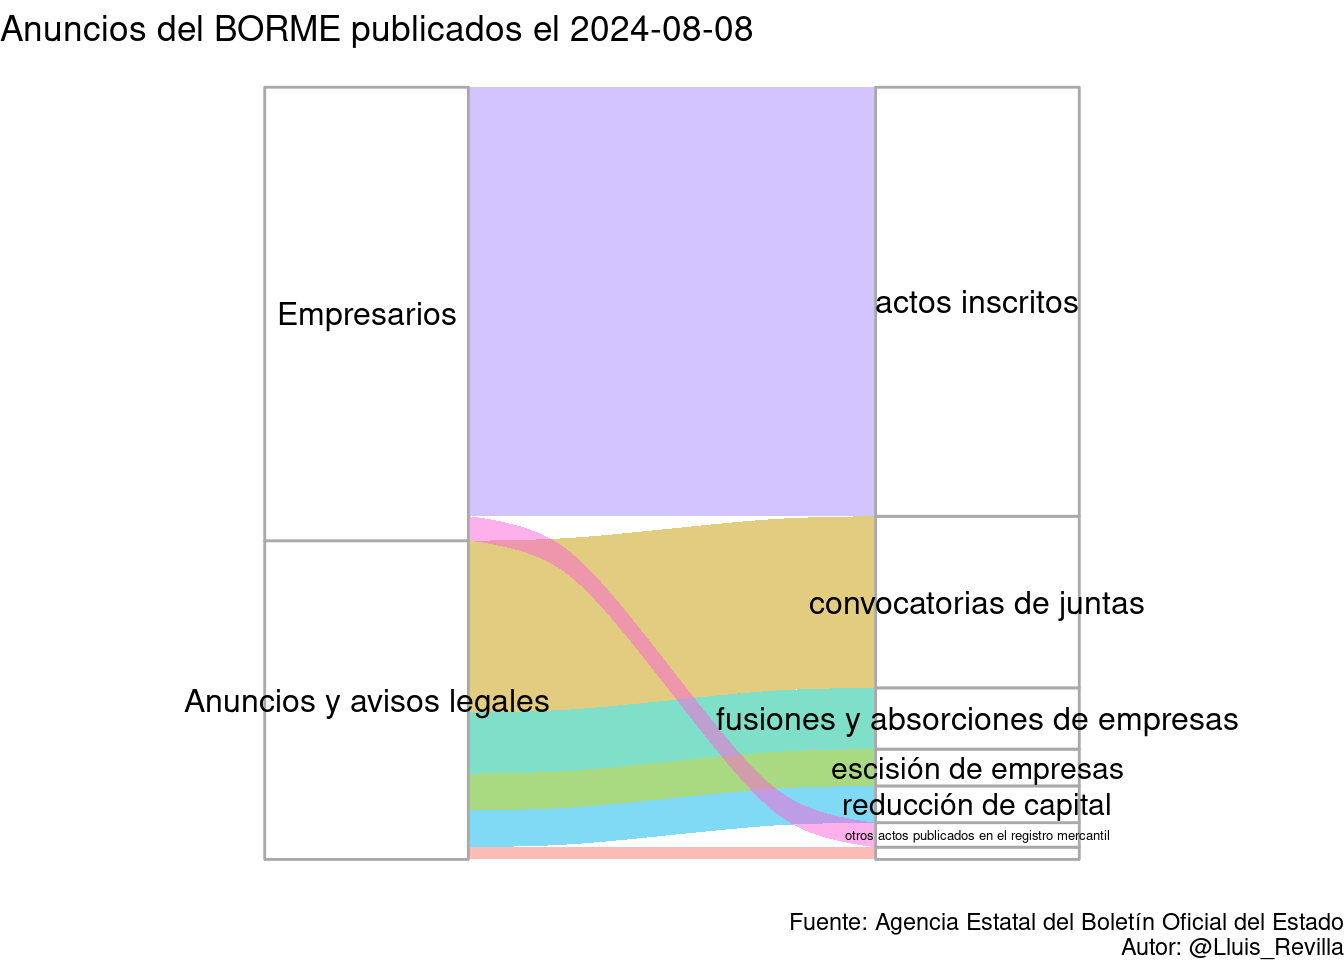 Anuncios del BORME publicados el 2024-08-08
Empresarios
actos inscritos
convocatorias de juntas
Anuncios y avisos legales
fusiones y absorciones de empresas
escisión de empresas
reducción de capital
otros actos publicados en el registro mercantil
Fuente: Agencia Estatal del Boletín Oficial del Estado
Autor: @Lluis_Revilla